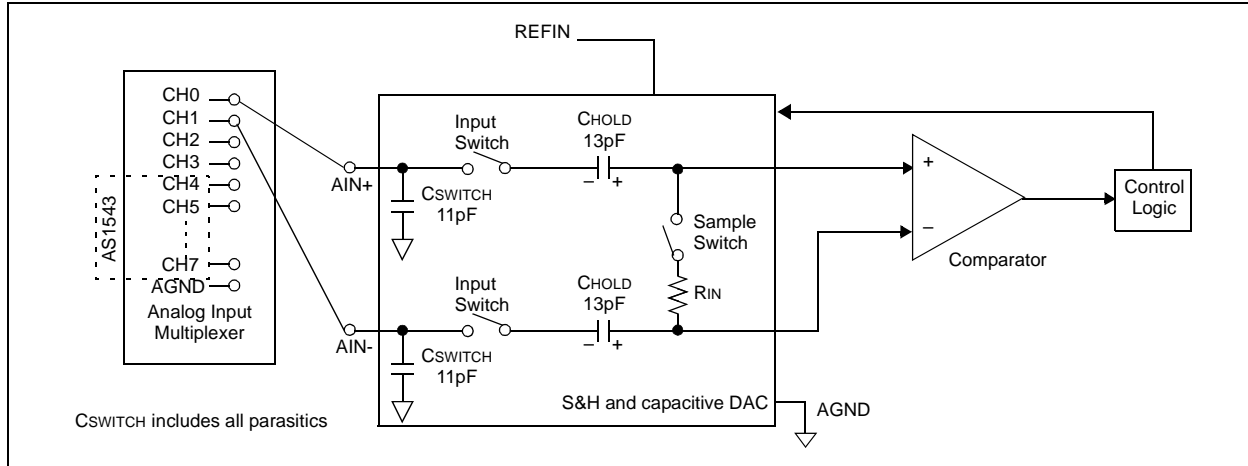 REFIN
CH0
CH1
CH2
CH3
CH4
CH5
CH7
AGND
AS1543
Analog Input
Multiplexer
AIN+
AIN-
Input
Switch
CHOLD
13pF
− +
CSWITCH
11pF
Sample
Switch
RIN
Input
Switch
CHOLD
13pF
− +
CSWITCH
11pF
S&H and capacitive DAC
AGND
+
−
Comparator
Control
Logic
CSWITCH includes all parasitics